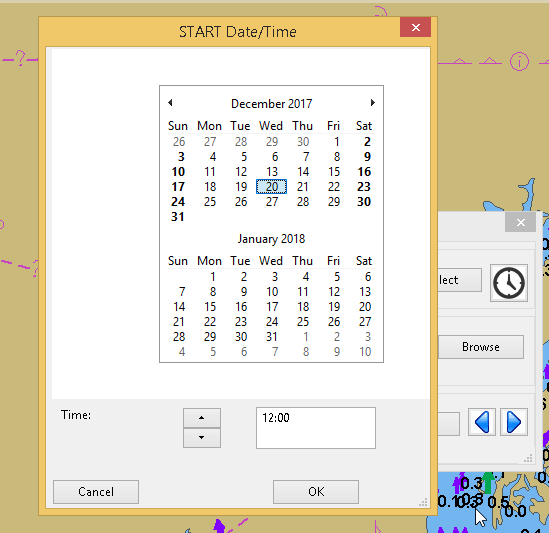 START Date/Time
December 2017
Sun Mon Tue Wed Thu Fri Sat
26 27 28 29 30 1 2
3 4 5 6 7 8 9
10 11 12 13 14 15 16
17 18 19 20 21 22 23
24 25 26 27 28 29 30
31
January 2018
Sun Mon Tue Wed Thu Fri Sat
1 2 3 4 5 6
7 8 9 10 11 12 13
14 15 16 17 18 19 20
21 22 23 24 25 26 27
28 29 30 31 1 2 3
4 5 6 7 8 9 10
lect
Browse
Time:
12:00
Cancel
OK
0.3
0.5
0.0